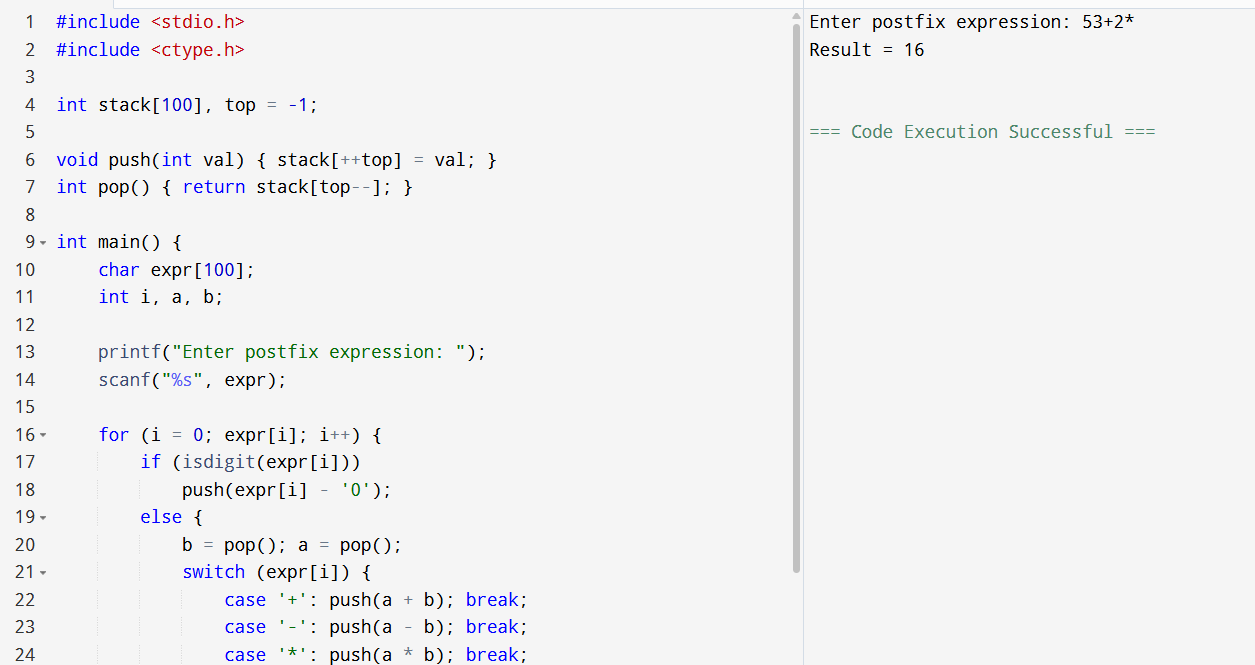 1 #include <stdio.h>
2 #include <ctype.h>
3
4 int stack[100], top = -1;
5
6 void push(int val) { stack[++top] = val; }
7 int pop() { return stack[top--]; }
8
9 int main() {
10     char expr[100];
11     int i, a, b;
12
13     printf("Enter postfix expression: ");
14     scanf("%s", expr);
15
16     for (i = 0; expr[i]; i++) {
17         if (isdigit(expr[i]))
18             push(expr[i] - '0');
19         else {
20             b = pop(); a = pop();
21             switch (expr[i]) {
22                 case '+': push(a + b); break;
23                 case '-': push(a - b); break;
24                 case '*': push(a * b); break;
Enter postfix expression: 53+2*
Result = 16
=== Code Execution Successful ===